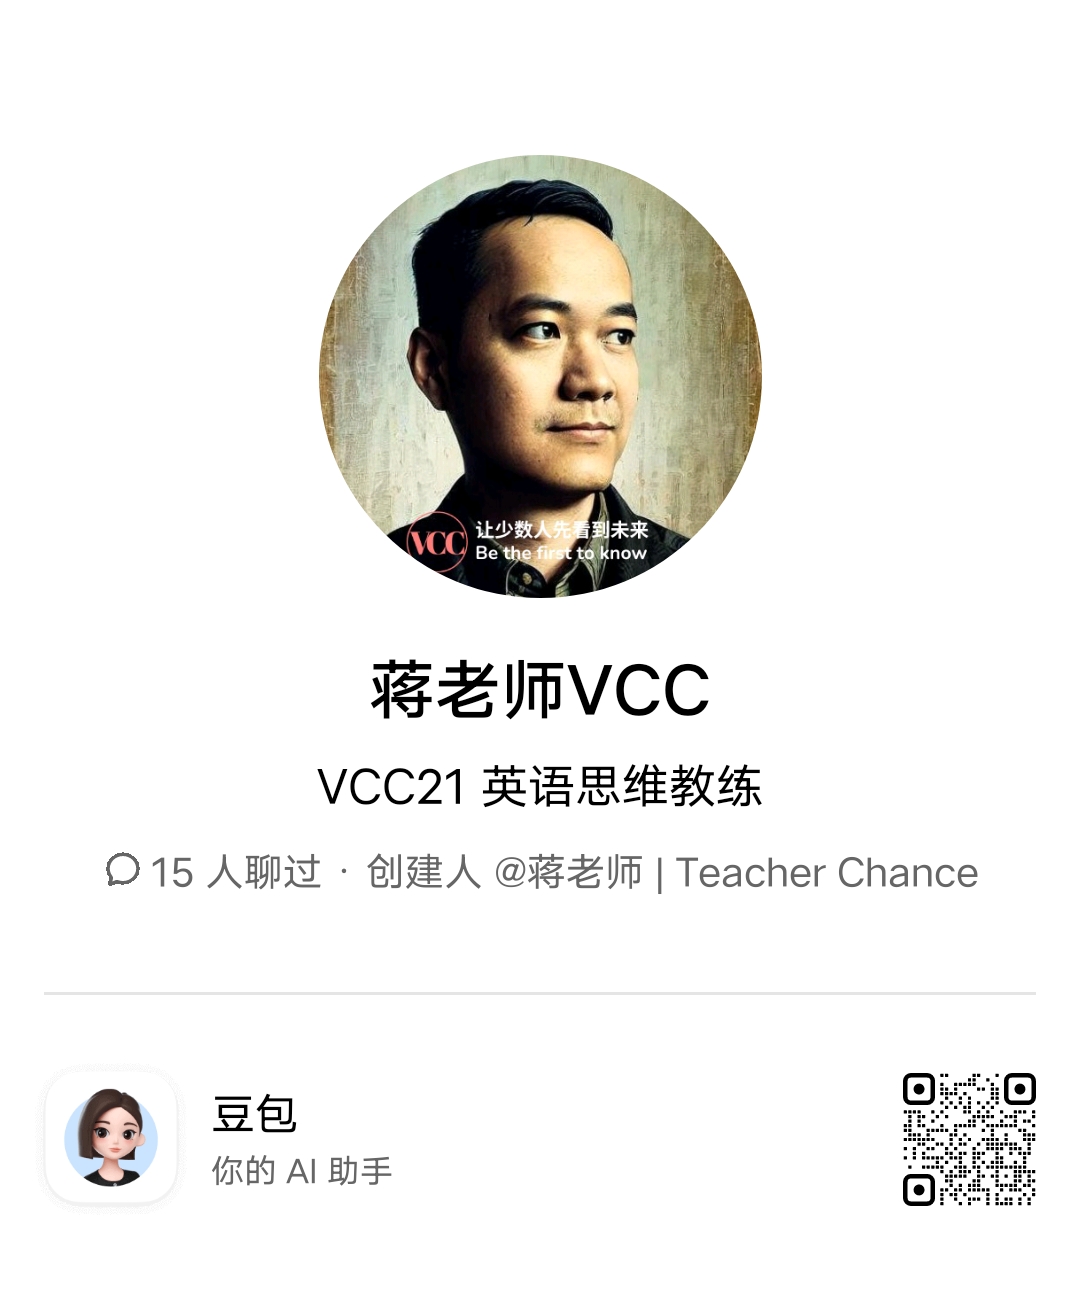 VCC
让少数人先看到未来
Be the first to know
蒋老师VCC
VCC21 英语思维教练
15 人聊过 · 创建人 @蒋老师 | Teacher Chance
豆包
你的 AI 助手